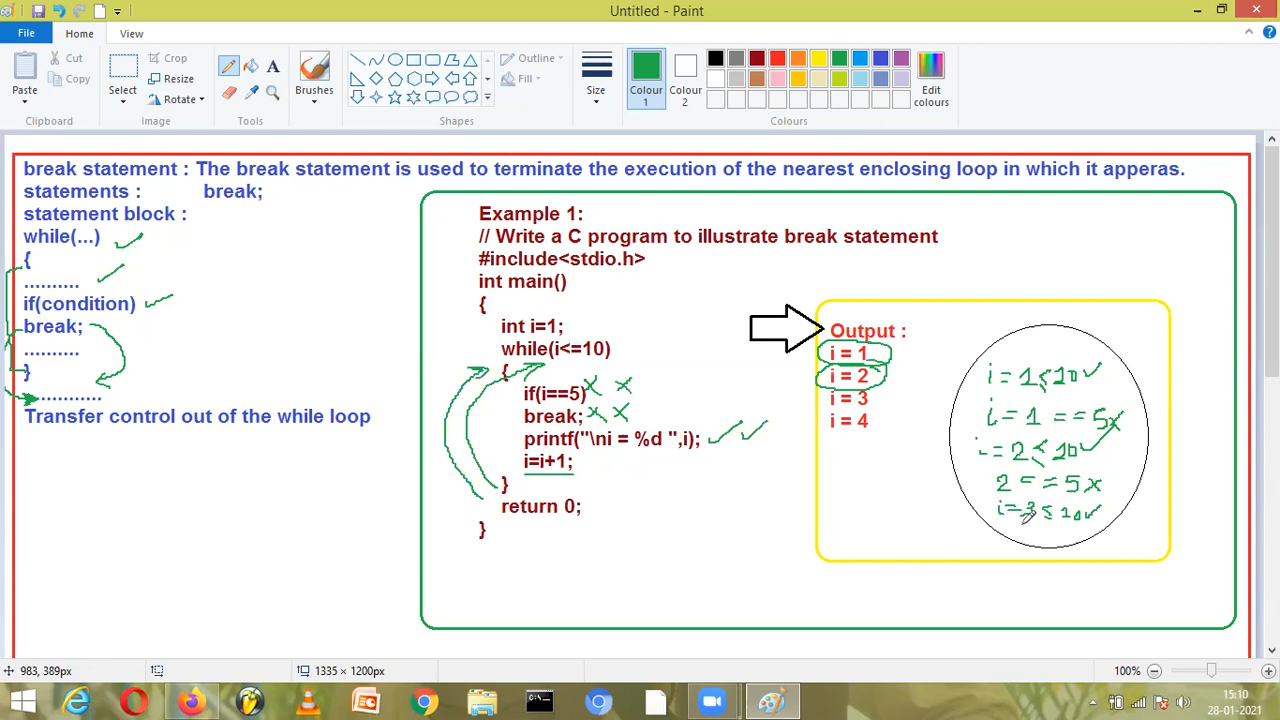 Untitled - Paint
File Home View
Paste
Cut
Copy
Clipboard
Select
Crop
Resize
Rotate
Image
Tools
Brushes
Outline
Fill
Shapes
Size
Colour 1
Colour 2
Edit colours
Colours
break statement : The break statement is used to terminate the execution of the nearest enclosing loop in which it apperas.
statements : break;
statement block :
while(...)
{
..........
if(condition)
break;
..........
}
............
Transfer control out of the while loop
Example 1:
// Write a C program to illustrate break statement
#include<stdio.h>
int main()
{
int i=1;
while(i<=10)
{
if(i==5)
break;
printf("\ni = %d ",i);
i=i+1;
}
return 0;
}
Output :
i = 1
i = 2
i = 3
i = 4
i = 1 ≤ 10 ✓
i = 1 == 5 x
i = 2 ≤ 10 ✓
2 == 5 x
i = 3 ≤ 10 ✓
983, 389px
1335 × 1200px
100%
15:10
28-01-2021